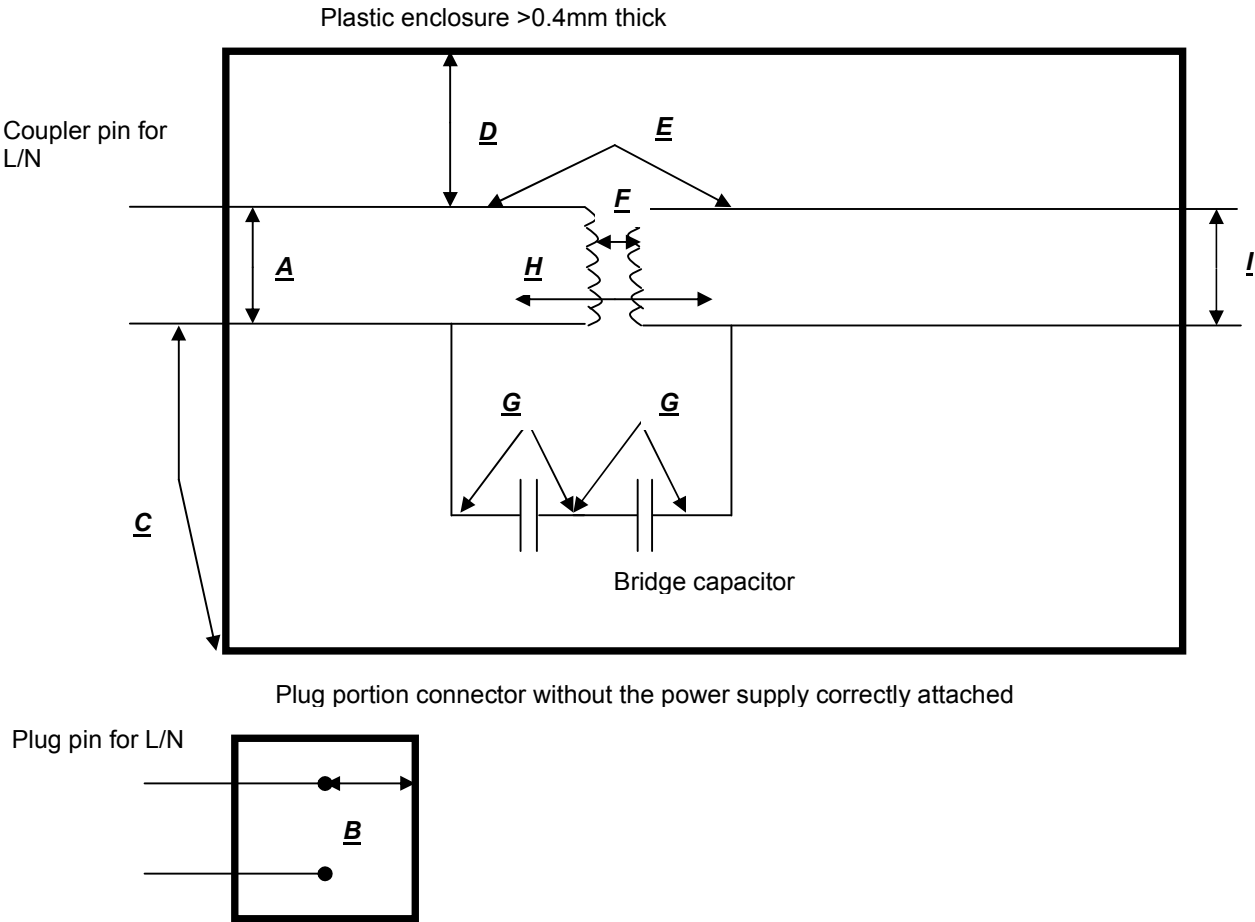 Plastic enclosure >0.4mm thick
Coupler pin for
L/N
D
E
F
A
H
I
G
G
C
Bridge capacitor
Plug portion connector without the power supply correctly attached
Plug pin for L/N
B